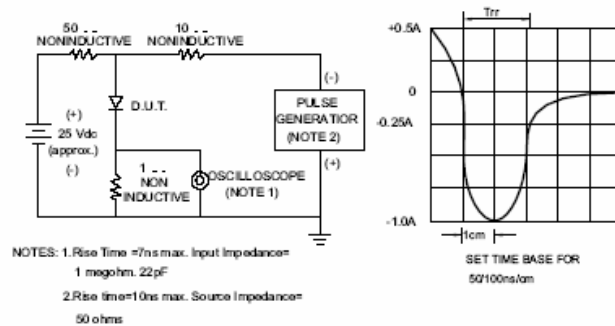 50 . .
NONINDUCTIVE
10 . .
NONINDUCTIVE
(+)
25 Vdc
(approx.)
(-)
D.U.T.
1 . .
NON
INDUCTIVE
OSCILLOSCOPE
(NOTE 1)
(-)
PULSE
GENERATIOR
(NOTE 2)
(+)
Trr
+0.5A
0
-0.25A
-1.0A
1cm
SET TIME BASE FOR
50/100ns/cm
NOTES: 1.Rise Time =7ns max. Input Impedance=
1 megohm. 22pF
2.Rise time=10ns max. Source Impedance=
50 ohms